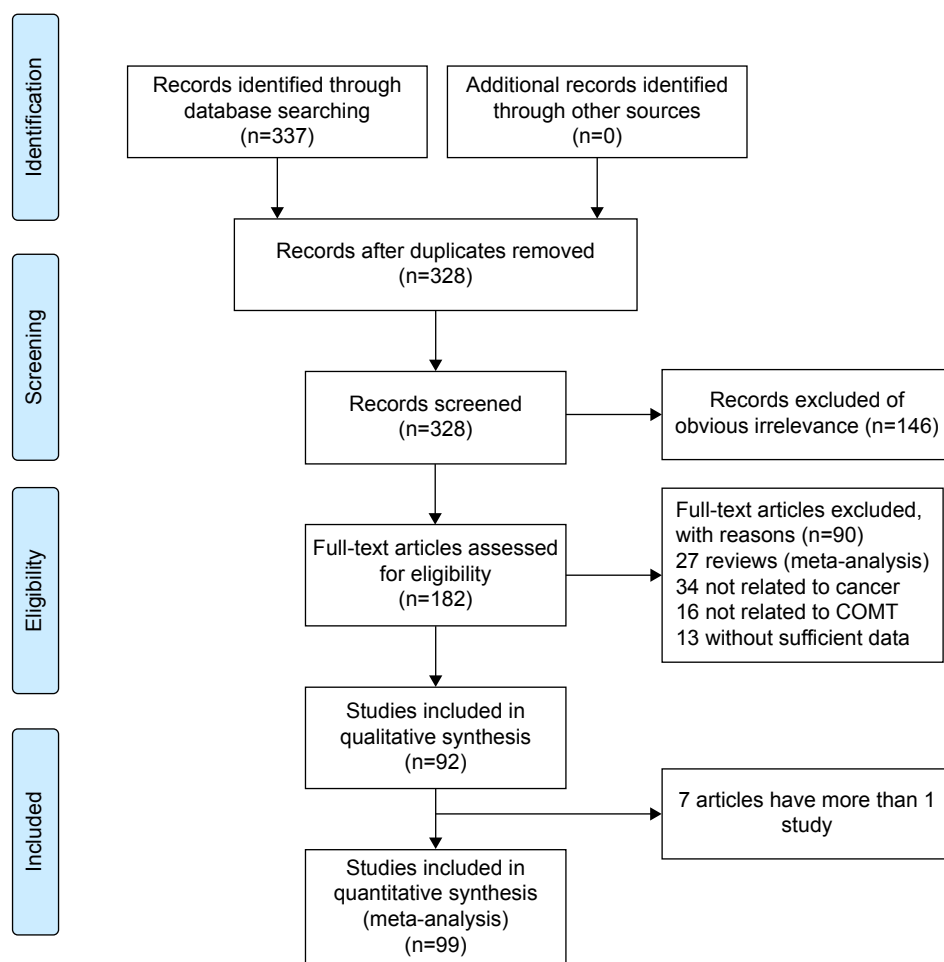 Identification
Records identified through
database searching
(n=337)
Additional records identified
through other sources
(n=0)
Records after duplicates removed
(n=328)
Screening
Records screened
(n=328)
Records excluded of
obvious irrelevance (n=146)
Eligibility
Full-text articles assessed
for eligibility
(n=182)
Full-text articles excluded,
with reasons (n=90)
27 reviews (meta-analysis)
34 not related to cancer
16 not related to COMT
13 without sufficient data
Studies included in
qualitative synthesis
(n=92)
Included
7 articles have more than 1
study
Studies included in
quantitative synthesis
(meta-analysis)
(n=99)